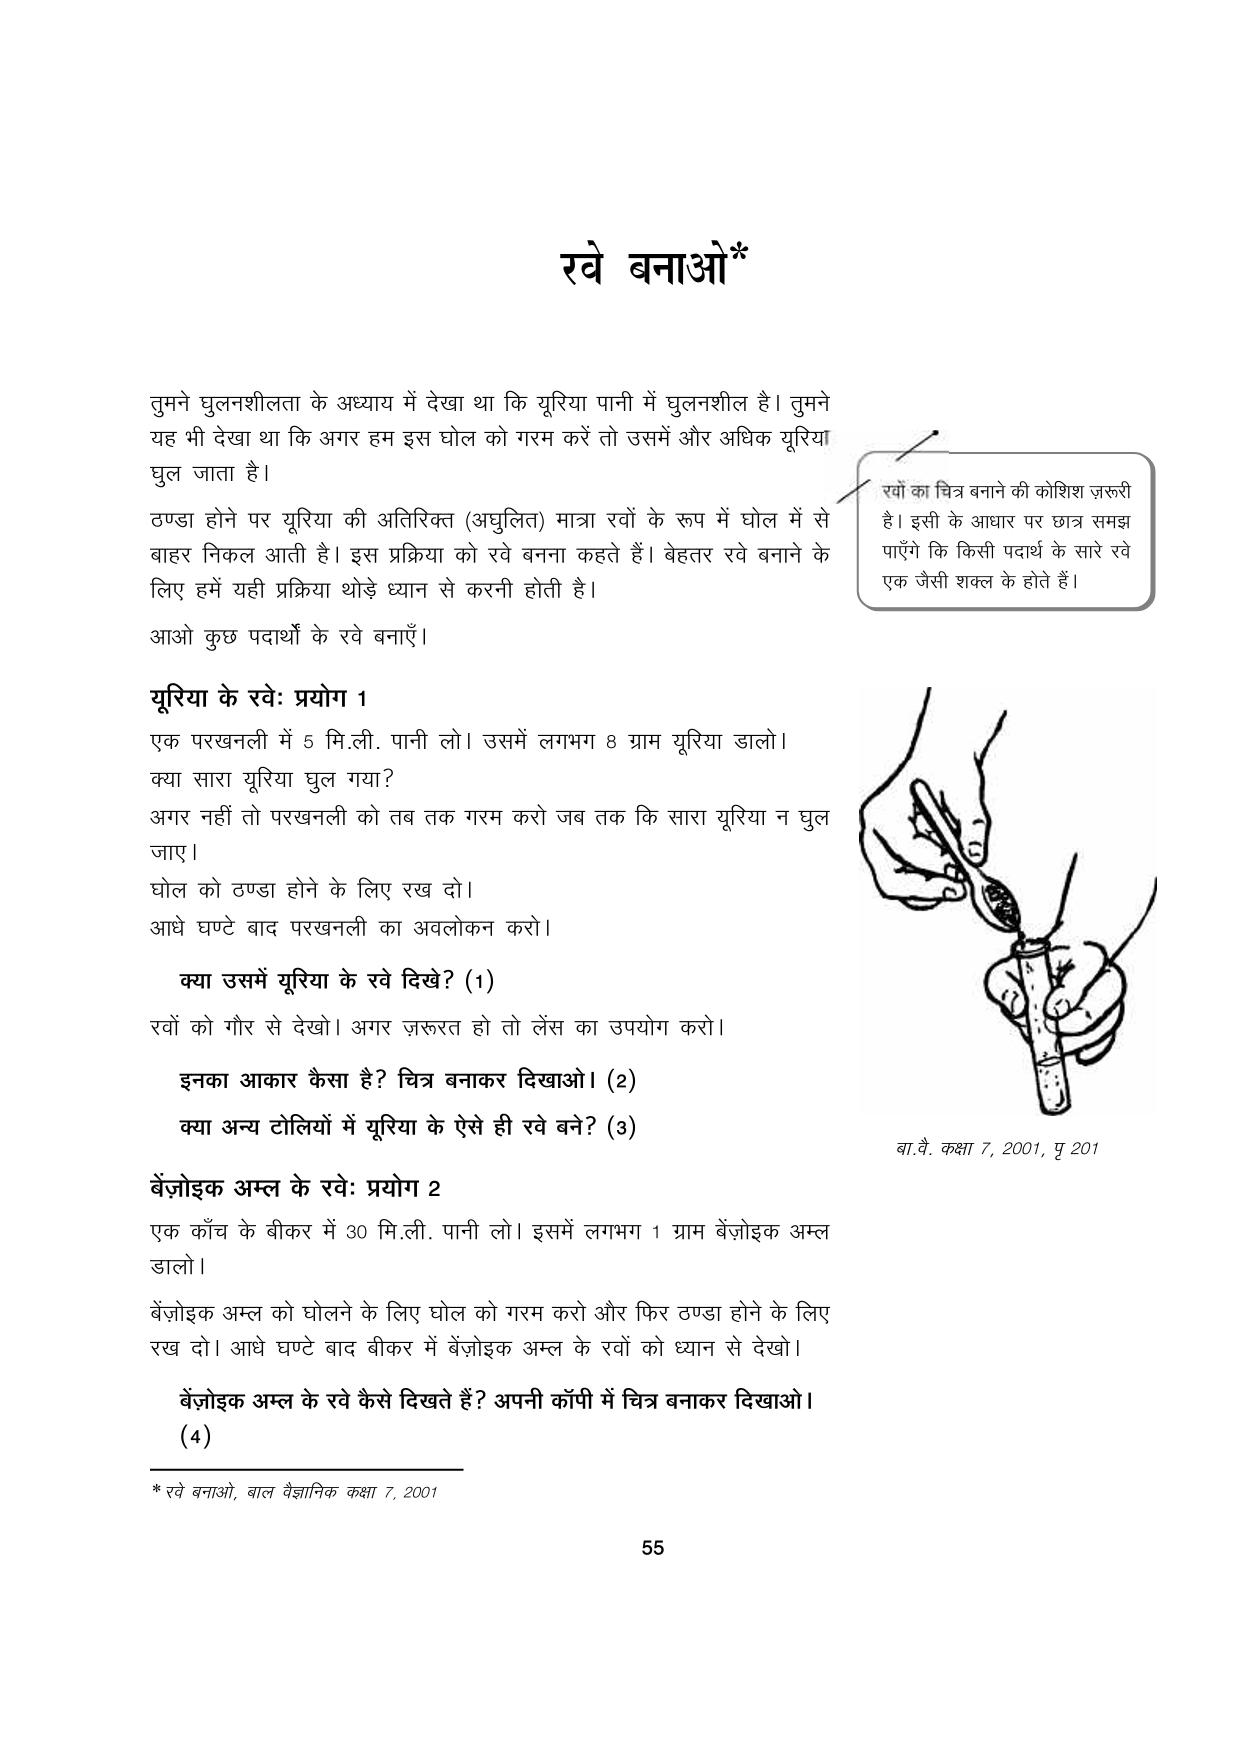 रवे बनाओ*
तुमने घुलनशीलता के अध्याय में देखा था कि यूरिया पानी में घुलनशील है। तुमने
यह भी देखा था कि अगर हम इस घोल को गरम करें तो उसमें और अधिक यूरिया
घुल जाता है।
ठण्डा होने पर यूरिया की अतिरिक्त (अघुलित) मात्रा रवों के रूप में घोल में से
बाहर निकल आती है। इस प्रक्रिया को रवे बनना कहते हैं। बेहतर रवे बनाने के
लिए हमें यही प्रक्रिया थोड़े ध्यान से करनी होती है।
आओ कुछ पदार्थों के रवे बनाएँ।
रवों का चित्र बनाने की कोशिश ज़रूरी
है। इसी के आधार पर छात्र समझ
पाएँगे कि किसी पदार्थ के सारे रवे
एक जैसी शक्ल के होते हैं।
यूरिया के रवे: प्रयोग 1
एक परखनली में 5 मि.ली. पानी लो। उसमें लगभग 8 ग्राम यूरिया डालो।
क्या सारा यूरिया घुल गया?
अगर नहीं तो परखनली को तब तक गरम करो जब तक कि सारा यूरिया न घुल
जाए।
घोल को ठण्डा होने के लिए रख दो।
आधे घण्टे बाद परखनली का अवलोकन करो।
क्या उसमें यूरिया के रवे दिखे? (1)
रवों को गौर से देखो। अगर ज़रूरत हो तो लेंस का उपयोग करो।
इनका आकार कैसा है? चित्र बनाकर दिखाओ। (2)
क्या अन्य टोलियों में यूरिया के ऐसे ही रवे बने? (3)
बा.वै. कक्षा 7, 2001, पृ 201
बेंज़ोइक अम्ल के रवे: प्रयोग 2
एक काँच के बीकर में 30 मि.ली. पानी लो। इसमें लगभग 1 ग्राम बेंज़ोइक अम्ल
डालो।
बेंज़ोइक अम्ल को घोलने के लिए घोल को गरम करो और फिर ठण्डा होने के लिए
रख दो। आधे घण्टे बाद बीकर में बेंज़ोइक अम्ल के रवों को ध्यान से देखो।
बेंज़ोइक अम्ल के रवे कैसे दिखते हैं? अपनी कॉपी में चित्र बनाकर दिखाओ।
(4)
* रवे बनाओ, बाल वैज्ञानिक कक्षा 7, 2001
55